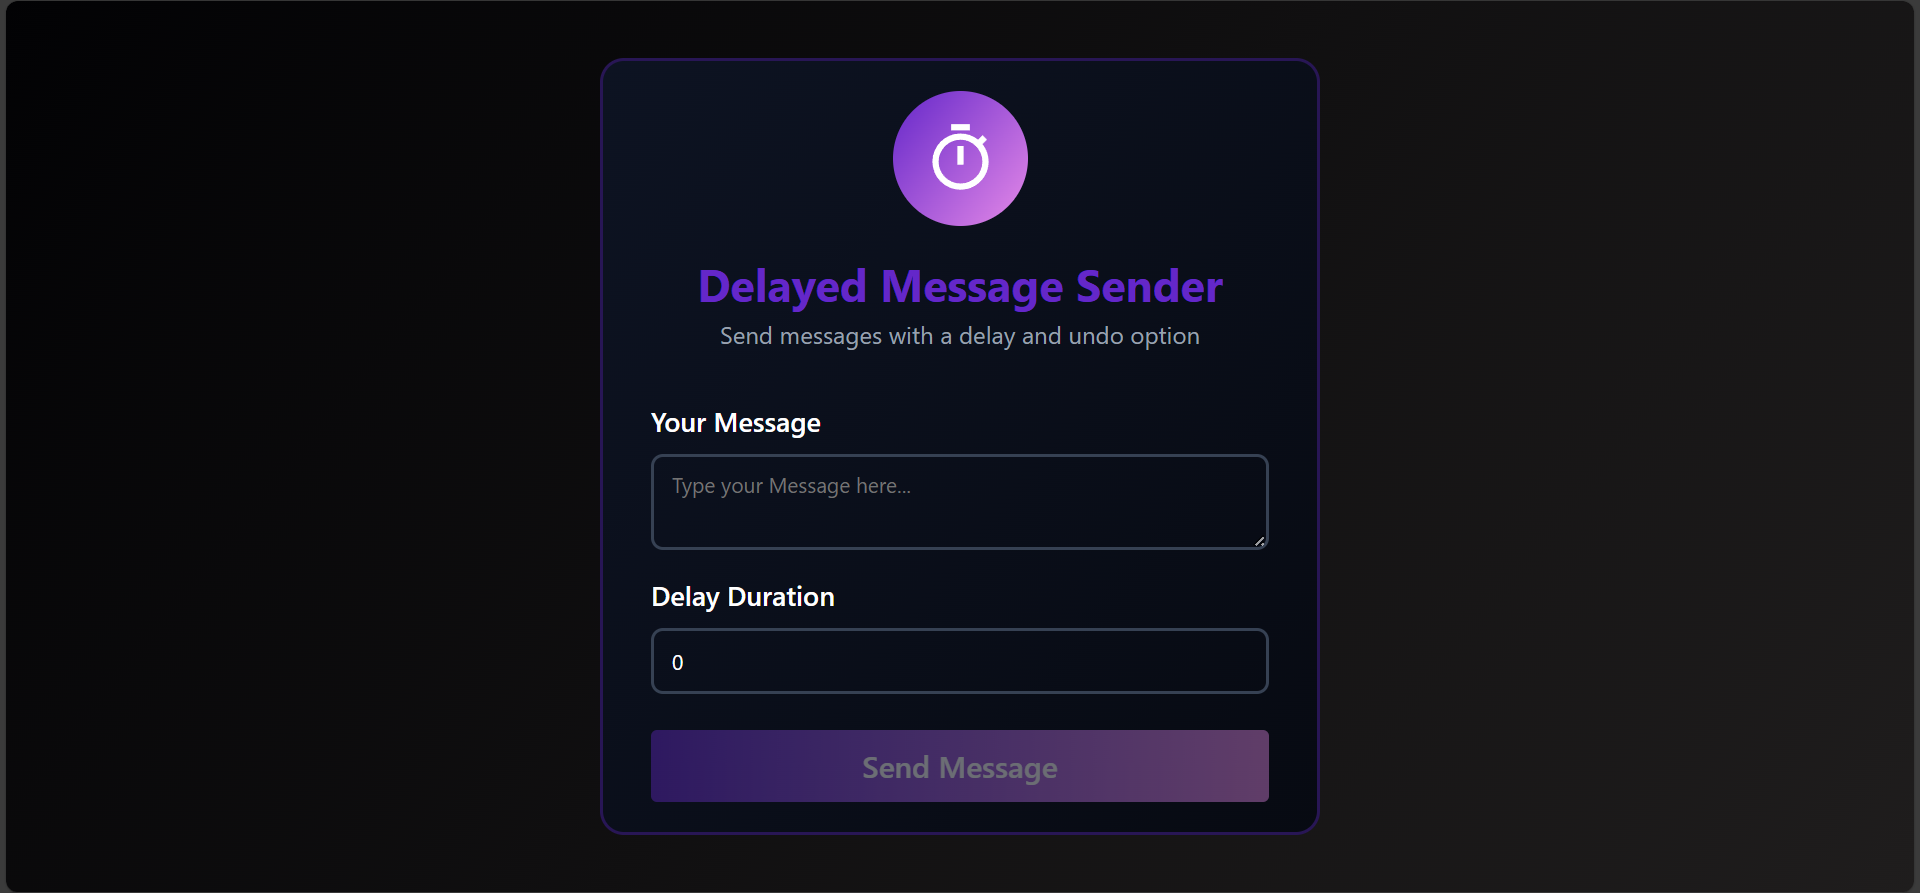 Delayed Message Sender
Send messages with a delay and undo option
Your Message
Type your Message here...
Delay Duration
0
Send Message